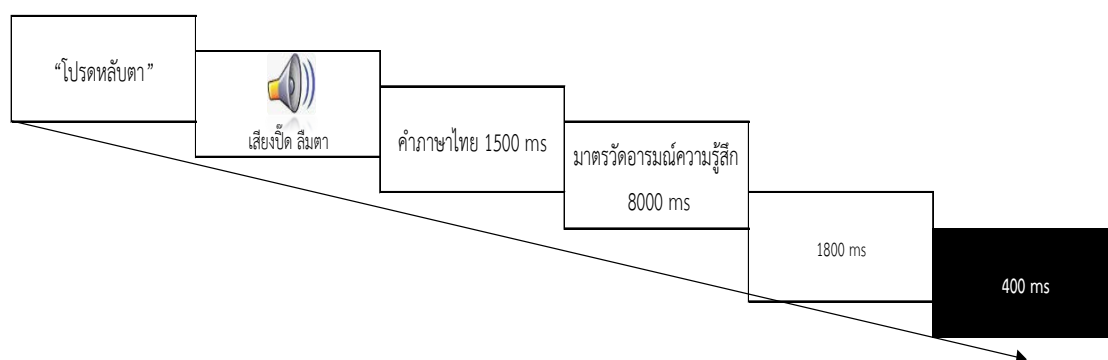 “โปรดหลับตา”
เสียงปี๊ด ลืมตา
คำภาษาไทย 1500 ms
มาตรวัดอารมณ์ความรู้สึก
8000 ms
1800 ms
400 ms